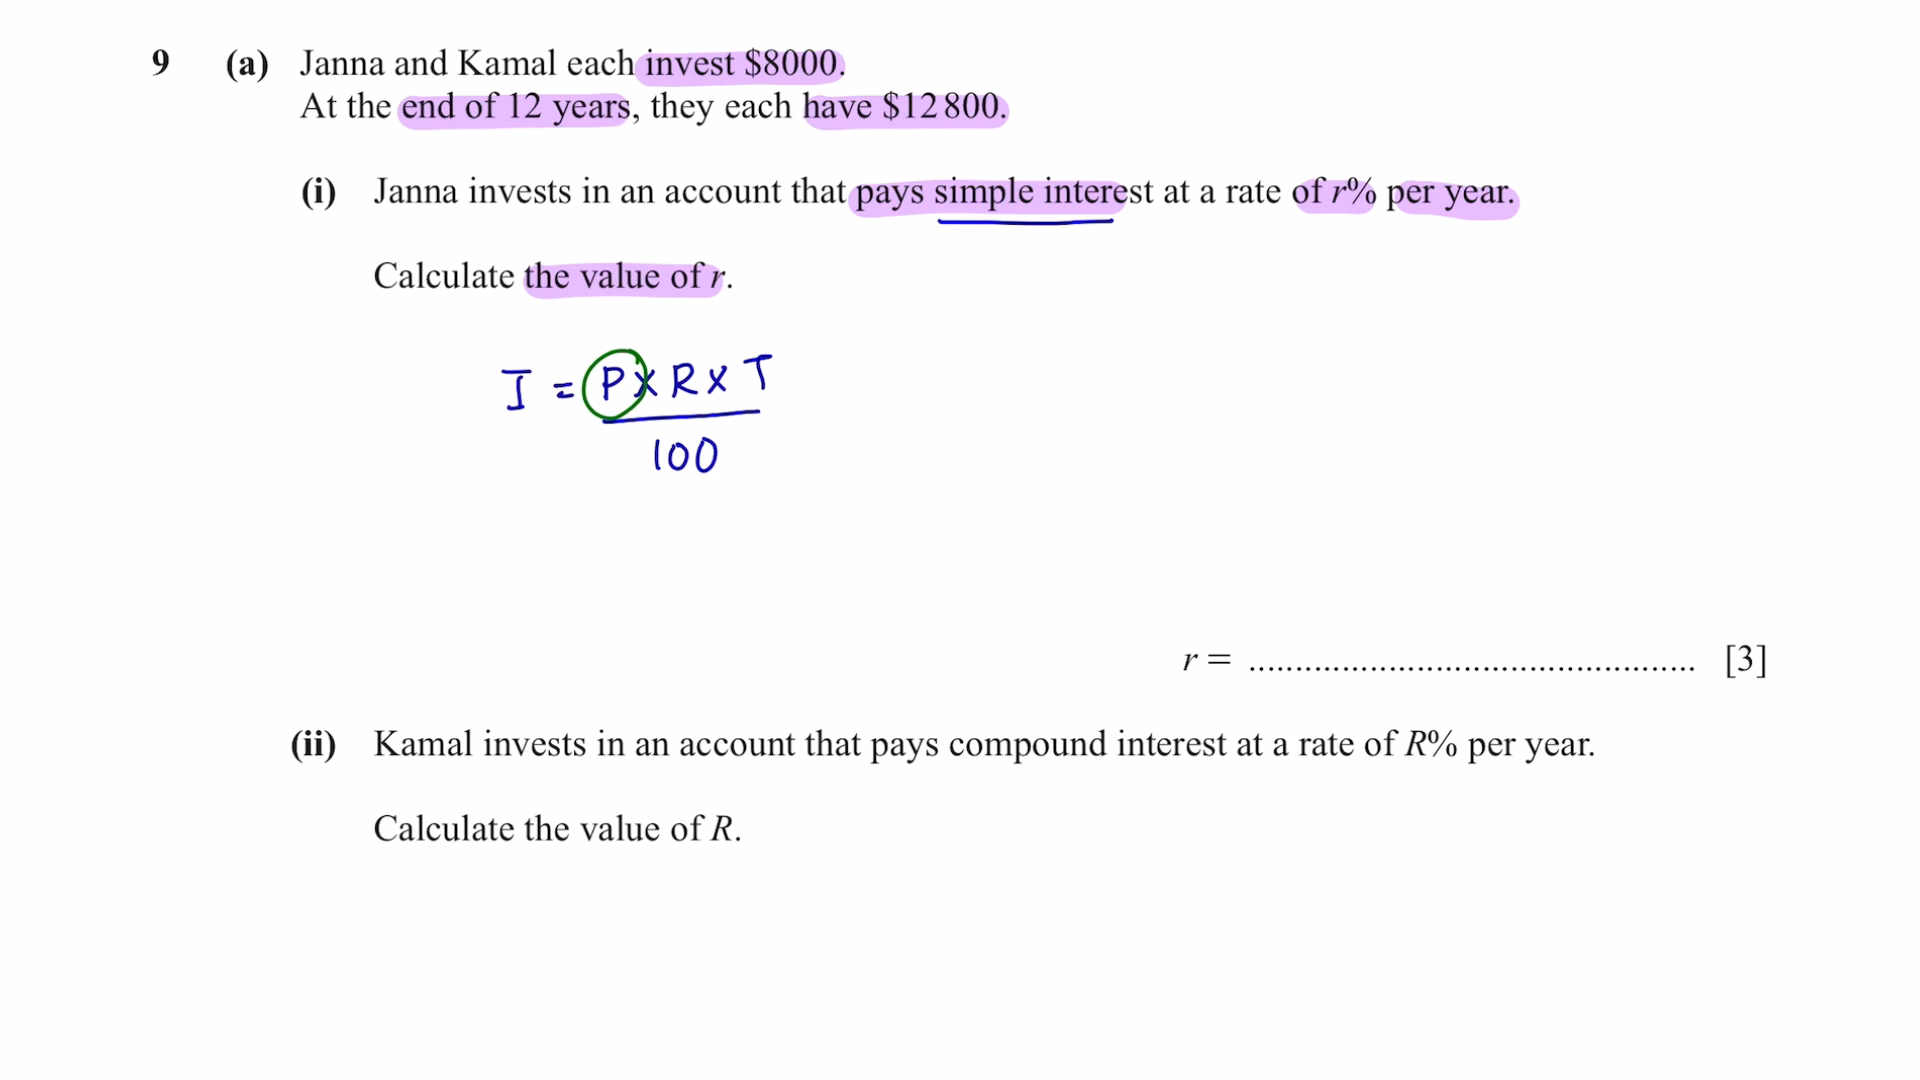 9 (a) Janna and Kamal each invest $8000.
At the end of 12 years, they each have $12 800.
(i) Janna invests in an account that pays simple interest at a rate of r% per year.
Calculate the value of r.
I = P × R × T
100
r = ................................................ [3]
(ii) Kamal invests in an account that pays compound interest at a rate of R% per year.
Calculate the value of R.